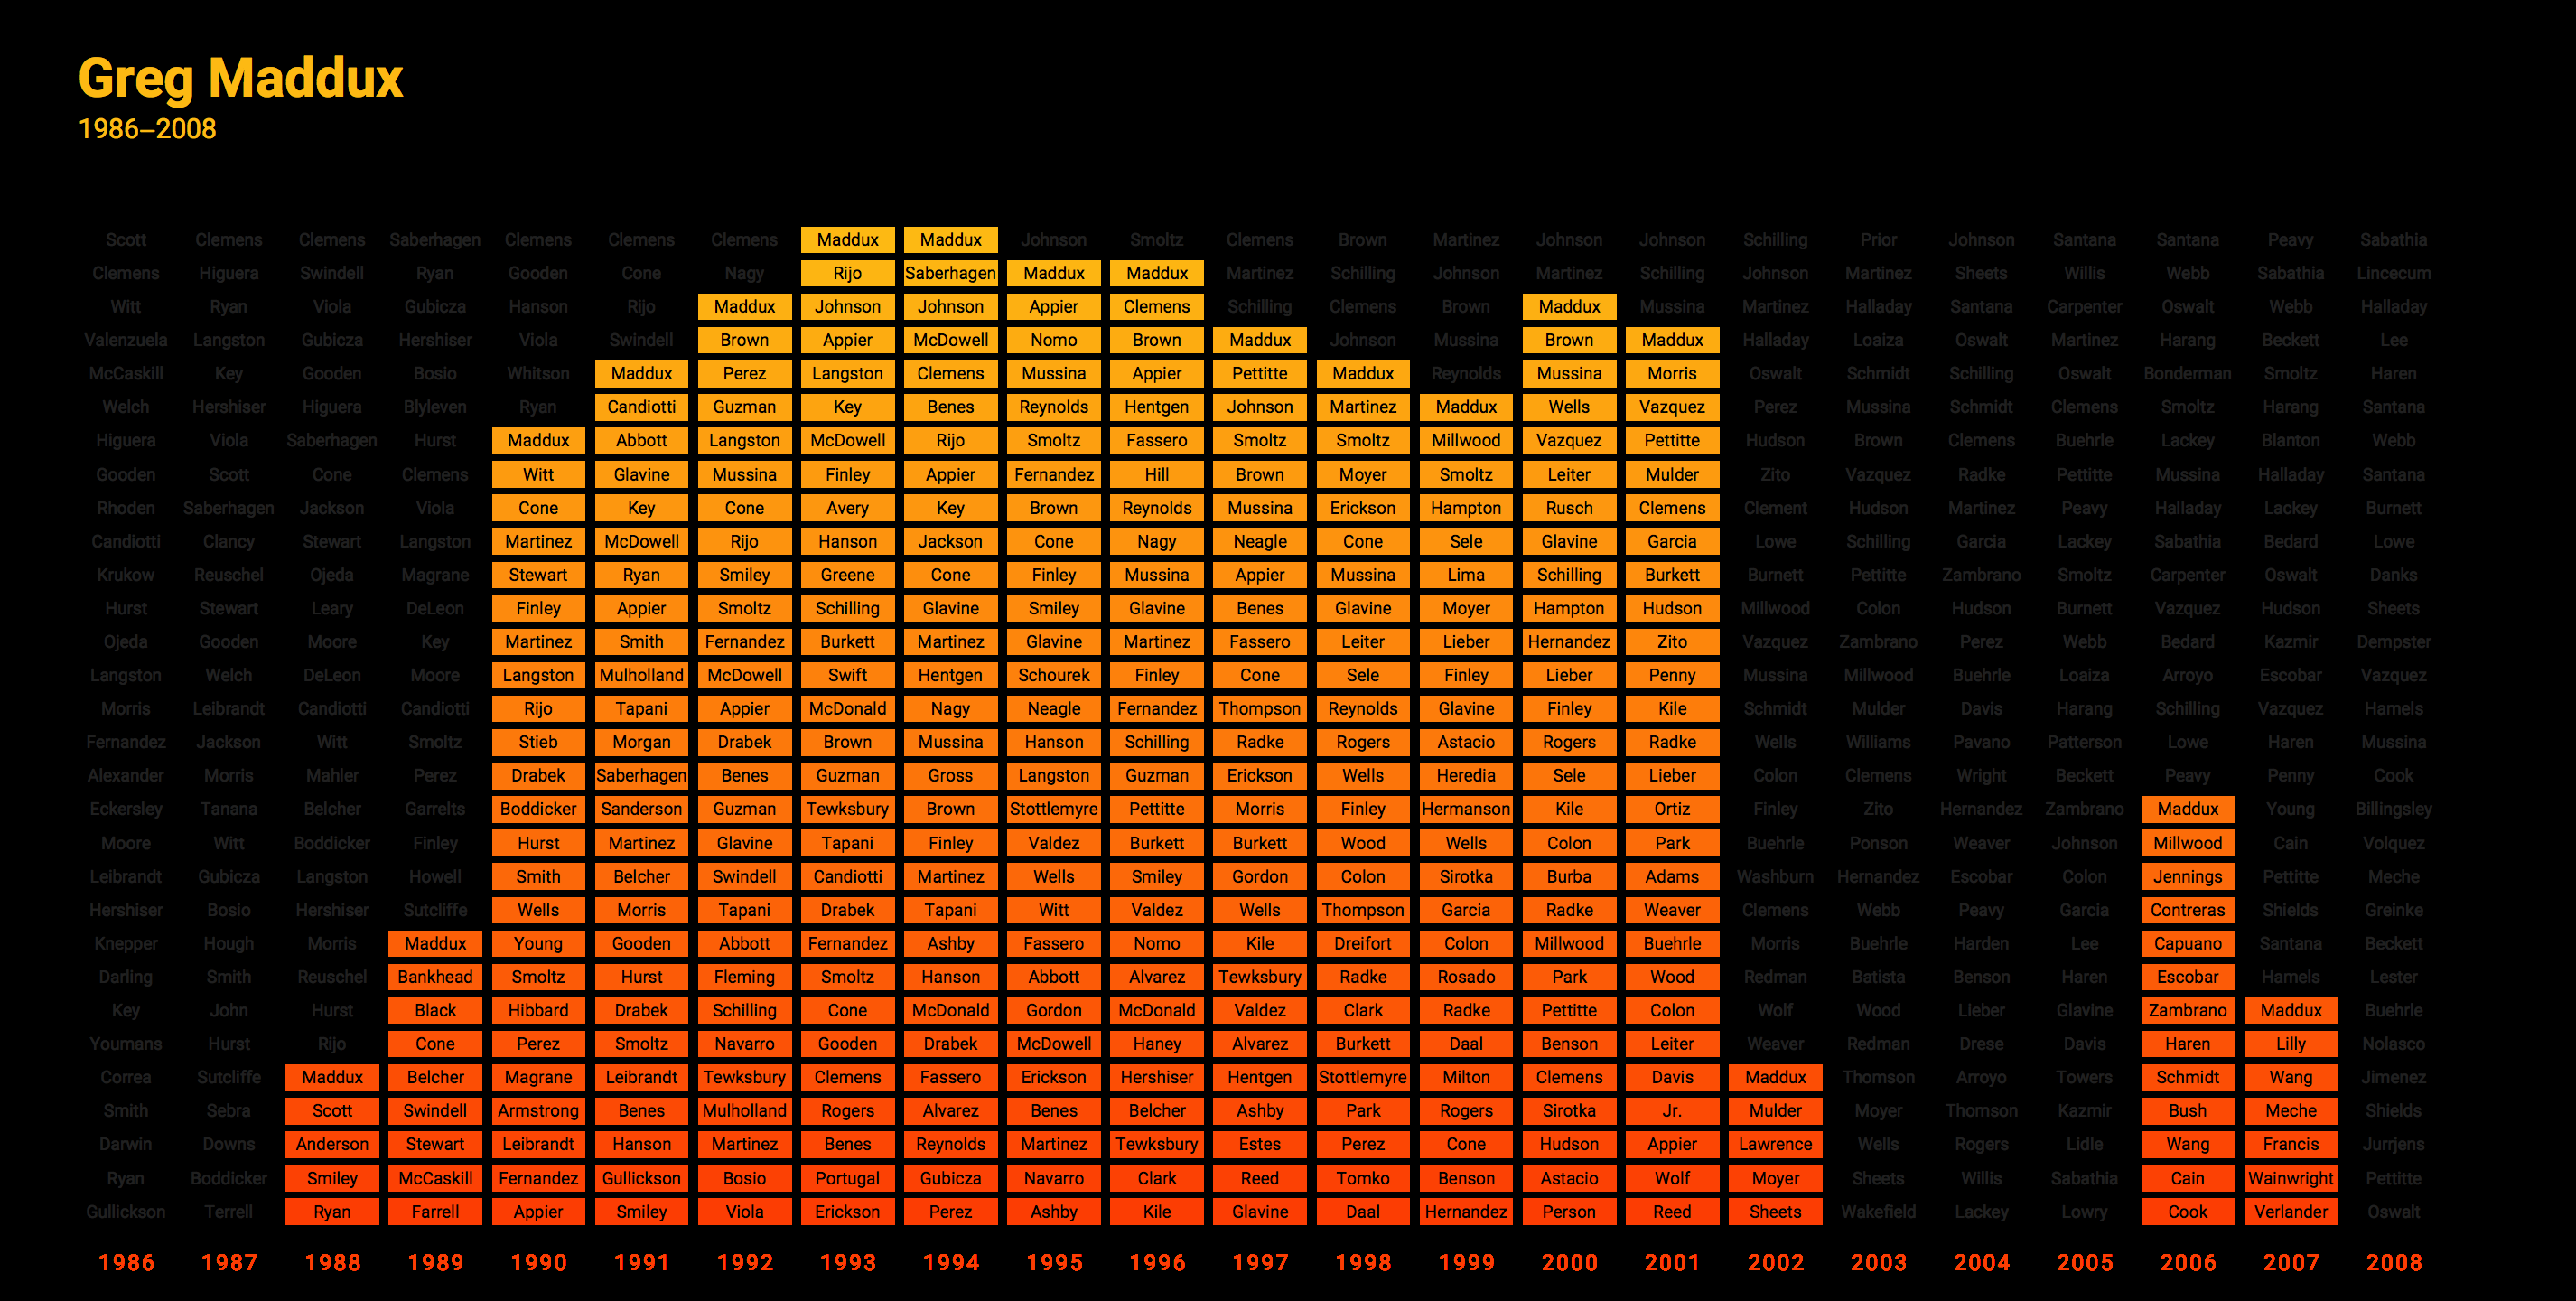 Greg Maddux
1986–2008
Scott Clemens Clemens Saberhagen Clemens Clemens Clemens Maddux Maddux Johnson Smoltz Clemens Brown Martinez Johnson Johnson Schilling Prior Johnson Santana Santana Peavy Sabathia
Clemens Higuera Swindell Ryan Gooden Cone Nagy Rijo Saberhagen Maddux Maddux Martinez Schilling Johnson Martinez Schilling Johnson Martinez Sheets Willis Webb Sabathia Lincecum
Witt Ryan Viola Gubicza Hanson Rijo Maddux Johnson Johnson Appier Clemens Schilling Clemens Brown Maddux Mussina Martinez Halladay Santana Carpenter Oswalt Webb Halladay
Valenzuela Langston Gubicza Hershiser Viola Swindell Brown Appier McDowell Nomo Brown Maddux Johnson Mussina Brown Maddux Halladay Loaiza Oswalt Martinez Harang Beckett Lee
McCaskill Key Gooden Bosio Whitson Maddux Perez Langston Clemens Mussina Appier Pettitte Maddux Reynolds Mussina Morris Oswalt Schmidt Schilling Oswalt Bonderman Smoltz Haren
Welch Hershiser Higuera Blyleven Ryan Candiotti Guzman Key Benes Reynolds Hentgen Johnson Martinez Maddux Wells Vazquez Perez Mussina Schmidt Clemens Smoltz Harang Santana
Higuera Viola Saberhagen Hurst Maddux Abbott Langston McDowell Rijo Smoltz Fassero Smoltz Smoltz Millwood Vazquez Pettitte Hudson Brown Clemens Buehrle Lackey Blanton Webb
Gooden Scott Cone Clemens Witt Glavine Mussina Finley Appier Fernandez Hill Brown Moyer Smoltz Leiter Mulder Zito Vazquez Radke Pettitte Mussina Halladay Santana
Rhoden Saberhagen Jackson Viola Cone Key Cone Avery Key Brown Reynolds Mussina Erickson Hampton Rusch Clemens Clement Hudson Martinez Peavy Halladay Lackey Burnett
Candiotti Clancy Stewart Langston Martinez McDowell Rijo Hanson Jackson Cone Nagy Neagle Cone Sele Glavine Garcia Lowe Schilling Garcia Lackey Sabathia Bedard Lowe
Krukow Reuschel Ojeda Magrane Stewart Ryan Smiley Greene Cone Finley Mussina Appier Mussina Lima Schilling Burkett Burnett Pettitte Zambrano Smoltz Carpenter Oswalt Danks
Hurst Stewart Leary DeLeon Finley Appier Smoltz Schilling Glavine Smiley Glavine Benes Glavine Moyer Hampton Hudson Millwood Colon Hudson Burnett Vazquez Hudson Sheets
Ojeda Gooden Moore Key Martinez Smith Fernandez Burkett Martinez Glavine Martinez Fassero Leiter Lieber Hernandez Zito Vazquez Zambrano Perez Webb Bedard Kazmir Dempster
Langston Welch DeLeon Moore Langston Mulholland McDowell Swift Hentgen Schourek Finley Cone Sele Finley Lieber Penny Mussina Millwood Buehrle Loaiza Arroyo Escobar Vazquez
Morris Leibrandt Candiotti Candiotti Rijo Tapani Appier McDonald Nagy Neagle Fernandez Thompson Reynolds Glavine Finley Kile Schmidt Mulder Davis Harang Schilling Vazquez Hamels
Fernandez Jackson Witt Smoltz Stieb Morgan Drabek Brown Mussina Hanson Schilling Radke Rogers Astacio Rogers Radke Wells Williams Pavano Patterson Lowe Haren Mussina
Alexander Morris Mahler Perez Drabek Saberhagen Benes Guzman Gross Langston Guzman Erickson Wells Heredia Sele Lieber Colon Clemens Wright Beckett Peavy Penny Cook
Eckersley Tanana Belcher Garrelts Boddicker Sanderson Guzman Tewksbury Brown Stottlemyre Pettitte Morris Finley Hermanson Kile Ortiz Finley Zito Hernandez Zambrano Maddux Young Billingsley
Moore Witt Boddicker Finley Hurst Martinez Glavine Tapani Finley Valdez Burkett Burkett Wood Wells Colon Park Buehrle Ponson Weaver Johnson Millwood Cain Volquez
Leibrandt Gubicza Langston Howell Smith Belcher Swindell Candiotti Martinez Wells Smiley Gordon Colon Sirotka Burba Adams Washburn Hernandez Escobar Colon Jennings Pettitte Meche
Hershiser Bosio Hershiser Sutcliffe Wells Morris Tapani Drabek Tapani Witt Valdez Wells Thompson Garcia Radke Weaver Clemens Webb Peavy Garcia Contreras Shields Greinke
Knepper Hough Morris Maddux Young Gooden Abbott Fernandez Ashby Fassero Nomo Kile Dreifort Colon Millwood Buehrle Morris Buehrle Harden Lee Capuano Santana Beckett
Darling Smith Reuschel Bankhead Smoltz Hurst Fleming Smoltz Hanson Abbott Alvarez Tewksbury Radke Rosado Park Wood Redman Batista Benson Haren Escobar Hamels Lester
Key John Hurst Black Hibbard Drabek Schilling Cone McDonald Gordon McDonald Valdez Clark Radke Pettitte Colon Wolf Wood Lieber Glavine Zambrano Maddux Buehrle
Youmans Hurst Rijo Cone Perez Smoltz Navarro Gooden Drabek McDowell Haney Alvarez Burkett Daal Benson Leiter Weaver Redman Drese Davis Haren Lilly Nolasco
Correa Sutcliffe Maddux Belcher Magrane Leibrandt Tewksbury Clemens Fassero Erickson Hershiser Hentgen Stottlemyre Milton Clemens Davis Maddux Thomson Arroyo Towers Schmidt Wang Jimenez
Smith Sebra Scott Swindell Armstrong Benes Mulholland Rogers Alvarez Benes Belcher Ashby Park Rogers Sirotka Jr. Mulder Moyer Thomson Kazmir Bush Meche Shields
Darwin Downs Anderson Stewart Leibrandt Hanson Martinez Benes Reynolds Martinez Tewksbury Estes Perez Cone Hudson Appier Lawrence Wells Rogers Lidle Wang Francis Jurrjens
Ryan Boddicker Smiley McCaskill Fernandez Gullickson Bosio Portugal Gubicza Navarro Clark Reed Tomko Benson Astacio Wolf Moyer Sheets Willis Sabathia Cain Wainwright Pettitte
Gullickson Terrell Ryan Farrell Appier Smiley Viola Erickson Perez Ashby Kile Glavine Daal Hernandez Person Reed Sheets Wakefield Lackey Lowry Cook Verlander Oswalt
1986 1987 1988 1989 1990 1991 1992 1993 1994 1995 1996 1997 1998 1999 2000 2001 2002 2003 2004 2005 2006 2007 2008